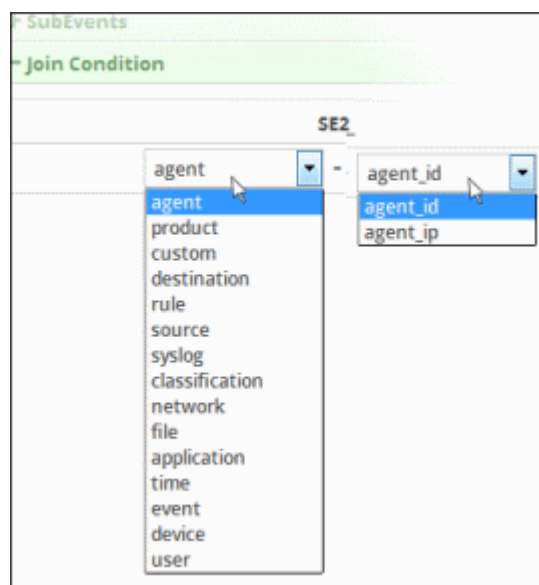 SubEvents
Join Condition
SE2_
agent - agent_id
agent
product
custom
destination
rule
source
syslog
classification
network
file
application
time
event
device
user
agent_id
agent_ip